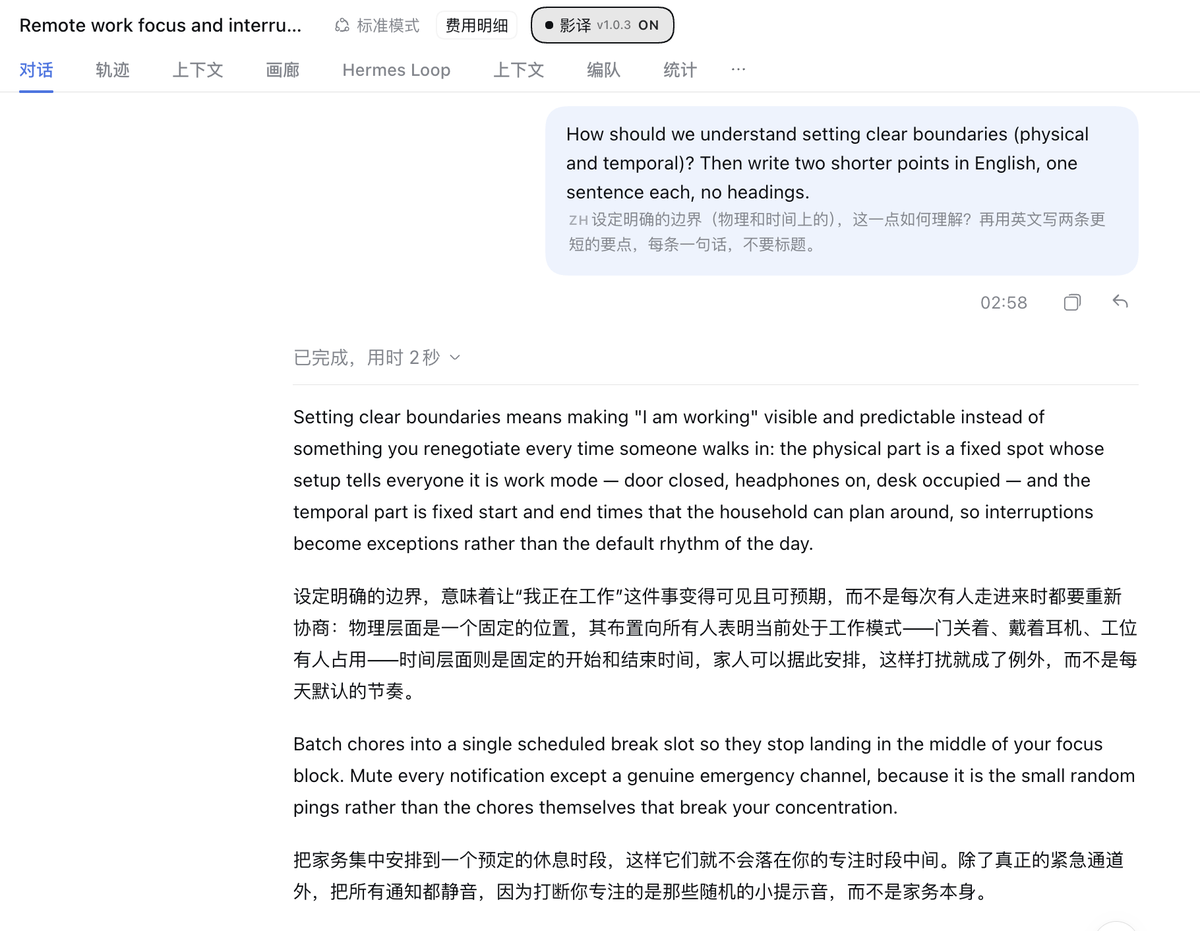 Remote work focus and interru...
标准模式
费用明细
影译 v1.0.3 ON
对话
轨迹
上下文
画廊
Hermes Loop
上下文
编队
统计
...
How should we understand setting clear boundaries (physical
and temporal)? Then write two shorter points in English, one
sentence each, no headings.
ZH 设定明确的边界（物理和时间上的），这一点如何理解？再用英文写两条更
短的要点，每条一句话，不要标题。
02:58
已完成，用时 2秒
Setting clear boundaries means making "I am working" visible and predictable instead of
something you renegotiate every time someone walks in: the physical part is a fixed spot whose
setup tells everyone it is work mode — door closed, headphones on, desk occupied — and the
temporal part is fixed start and end times that the household can plan around, so interruptions
become exceptions rather than the default rhythm of the day.
设定明确的边界，意味着让“我正在工作”这件事变得可见且可预期，而不是每次有人走进来时都要重新
协商：物理层面是一个固定的位置，其布置向所有人表明当前处于工作模式——门关着、戴着耳机、工位
有人占用——时间层面则是固定的开始和结束时间，家人可以据此安排，这样打扰就成了例外，而不是每
天默认的节奏。
Batch chores into a single scheduled break slot so they stop landing in the middle of your focus
block. Mute every notification except a genuine emergency channel, because it is the small random
pings rather than the chores themselves that break your concentration.
把家务集中安排到一个预定的休息时段，这样它们就不会落在你的专注时段中间。除了真正的紧急通道
外，把所有通知都静音，因为打断你专注的是那些随机的小提示音，而不是家务本身。